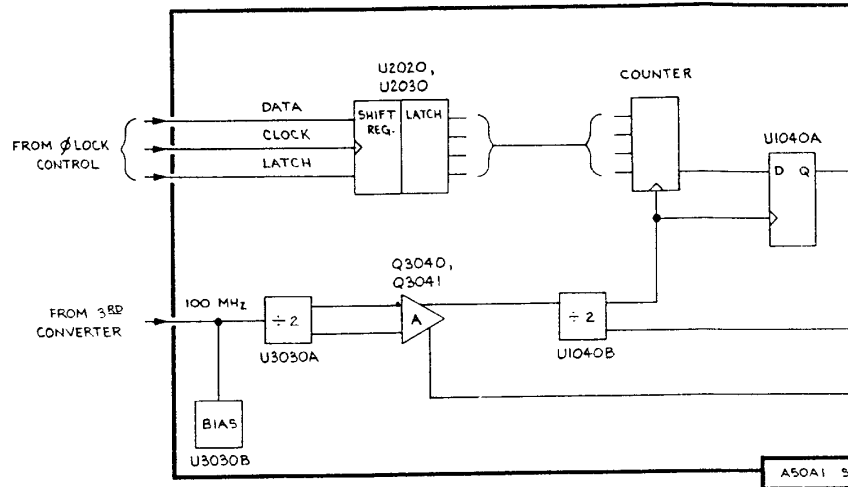 U2020,
U2030
COUNTER
DATA
SHIFT
REG.
LATCH
U1040A
FROM ØLOCK
CONTROL
CLOCK
LATCH
D Q
Q3040,
Q3041
FROM 3RD
CONVERTER
100 MHz
÷ 2
A
÷ 2
U3030A
U1040B
BIAS
U3030B
A50A1 S